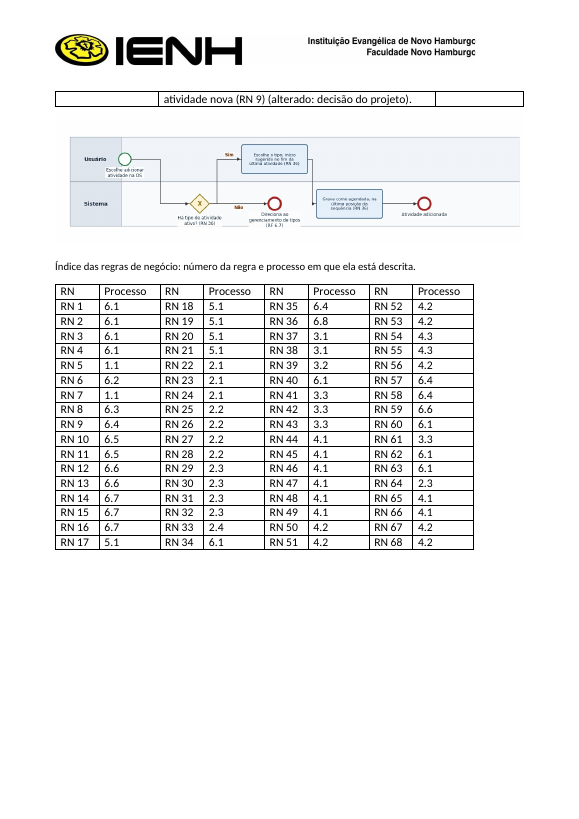 IENH
Instituição Evangélica de Novo Hamburgo
Faculdade Novo Hamburgo
atividade nova (RN 9) (alterado: decisão do projeto).
Usuário
Escolhe adicionar
atividade na OS
Sim
Escolhe o tipo; início
sugerido no fim da
última atividade (RN 36)
Sistema
X
Há tipo de atividade
ativo? (RN 36)
Não
Direciona ao
gerenciamento de tipos
(RF 6.7)
Grava como agendada, na
última posição da
sequência (RN 36)
Atividade adicionada
Índice das regras de negócio: número da regra e processo em que ela está descrita.
RN Processo RN Processo RN Processo RN Processo
RN 1 6.1 RN 18 5.1 RN 35 6.4 RN 52 4.2
RN 2 6.1 RN 19 5.1 RN 36 6.8 RN 53 4.2
RN 3 6.1 RN 20 5.1 RN 37 3.1 RN 54 4.3
RN 4 6.1 RN 21 5.1 RN 38 3.1 RN 55 4.3
RN 5 1.1 RN 22 2.1 RN 39 3.2 RN 56 4.2
RN 6 6.2 RN 23 2.1 RN 40 6.1 RN 57 6.4
RN 7 1.1 RN 24 2.1 RN 41 3.3 RN 58 6.4
RN 8 6.3 RN 25 2.2 RN 42 3.3 RN 59 6.6
RN 9 6.4 RN 26 2.2 RN 43 3.3 RN 60 6.1
RN 10 6.5 RN 27 2.2 RN 44 4.1 RN 61 3.3
RN 11 6.5 RN 28 2.2 RN 45 4.1 RN 62 6.1
RN 12 6.6 RN 29 2.3 RN 46 4.1 RN 63 6.1
RN 13 6.6 RN 30 2.3 RN 47 4.1 RN 64 2.3
RN 14 6.7 RN 31 2.3 RN 48 4.1 RN 65 4.1
RN 15 6.7 RN 32 2.3 RN 49 4.1 RN 66 4.1
RN 16 6.7 RN 33 2.4 RN 50 4.2 RN 67 4.2
RN 17 5.1 RN 34 6.1 RN 51 4.2 RN 68 4.2